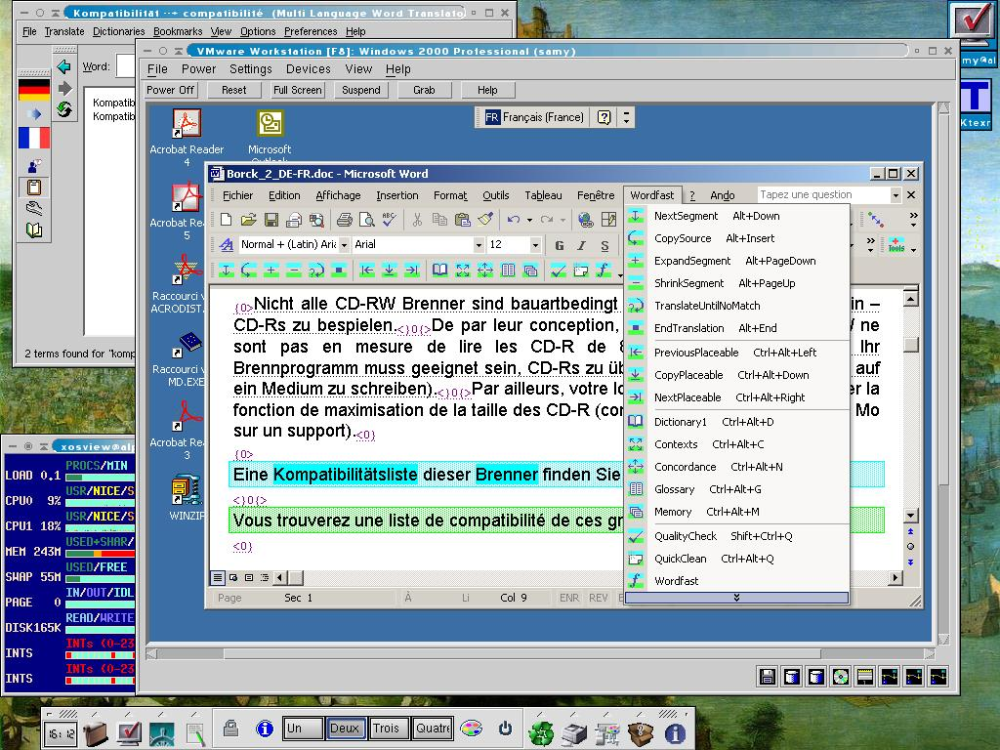 Kompatibilität --+ compatibilité (Multi Language Word Translato
File Translate Dictionaries Bookmarks View Options Preferences Help
Word:
Kompatib
Kompatib
2 terms found for "komp
VMware Workstation [F8]: Windows 2000 Professional (samy)
File Power Settings Devices View Help
Power Off Reset Full Screen Suspend Grab Help
FR Français (France)
Acrobat Reader
4
Microsoft
Acrobat Rea
5
Raccourci v
ACRODIST.
Raccourci v
MD.EXE
Acrobat Rea
3
WINZIP
Borck_2_DE-FR.doc - Microsoft Word
Fichier Edition Affichage Insertion Format Outils Tableau Fenêtre Wordfast ? Ando Tapez une question
Normal + (Latin) Aria Arial 12 G I S
Tools
{0>Nicht alle CD-RW Brenner sind bauartbedingt in –
CD-Rs zu bespielen.<}0{>De par leur conception, W ne
sont pas en mesure de lire les CD-R de 8 Ihr
Brennprogramm muss geeignet sein, CD-Rs zu üb auf
ein Medium zu schreiben).<}0{>Par ailleurs, votre lo er la
fonction de maximisation de la taille des CD-R (cor Mo
sur un support).<0}
{0>
Eine Kompatibilitätsliste dieser Brenner finden Sie
<}0{>
Vous trouverez une liste de compatibilité de ces gr
<0}
NextSegment Alt+Down
CopySource Alt+Insert
ExpandSegment Alt+PageDown
ShrinkSegment Alt+PageUp
TranslateUntilNoMatch
EndTranslation Alt+End
PreviousPlaceable Ctrl+Alt+Left
CopyPlaceable Ctrl+Alt+Down
NextPlaceable Ctrl+Alt+Right
Dictionary1 Ctrl+Alt+D
Contexts Ctrl+Alt+C
Concordance Ctrl+Alt+N
Glossary Ctrl+Alt+G
Memory Ctrl+Alt+M
QualityCheck Shift+Ctrl+Q
QuickClean Ctrl+Alt+Q
Wordfast
Page Sec 1 À Li Col 9 ENR REV
xosview@alp
LOAD 0.1 PROCS/MIN
CPU0 9% USR/NICE/S
CPU1 18% USR/NICE/S
MEM 243M USED+SHAR/
SWAP 55M USED/FREE
PAGE 0 IN/OUT/IDL
DISK165K READ/WRITE
INTS INTs (0-23
INTS INTs (0-23
my@al
Ktexr
16:12 Un Deux Trois Quatre